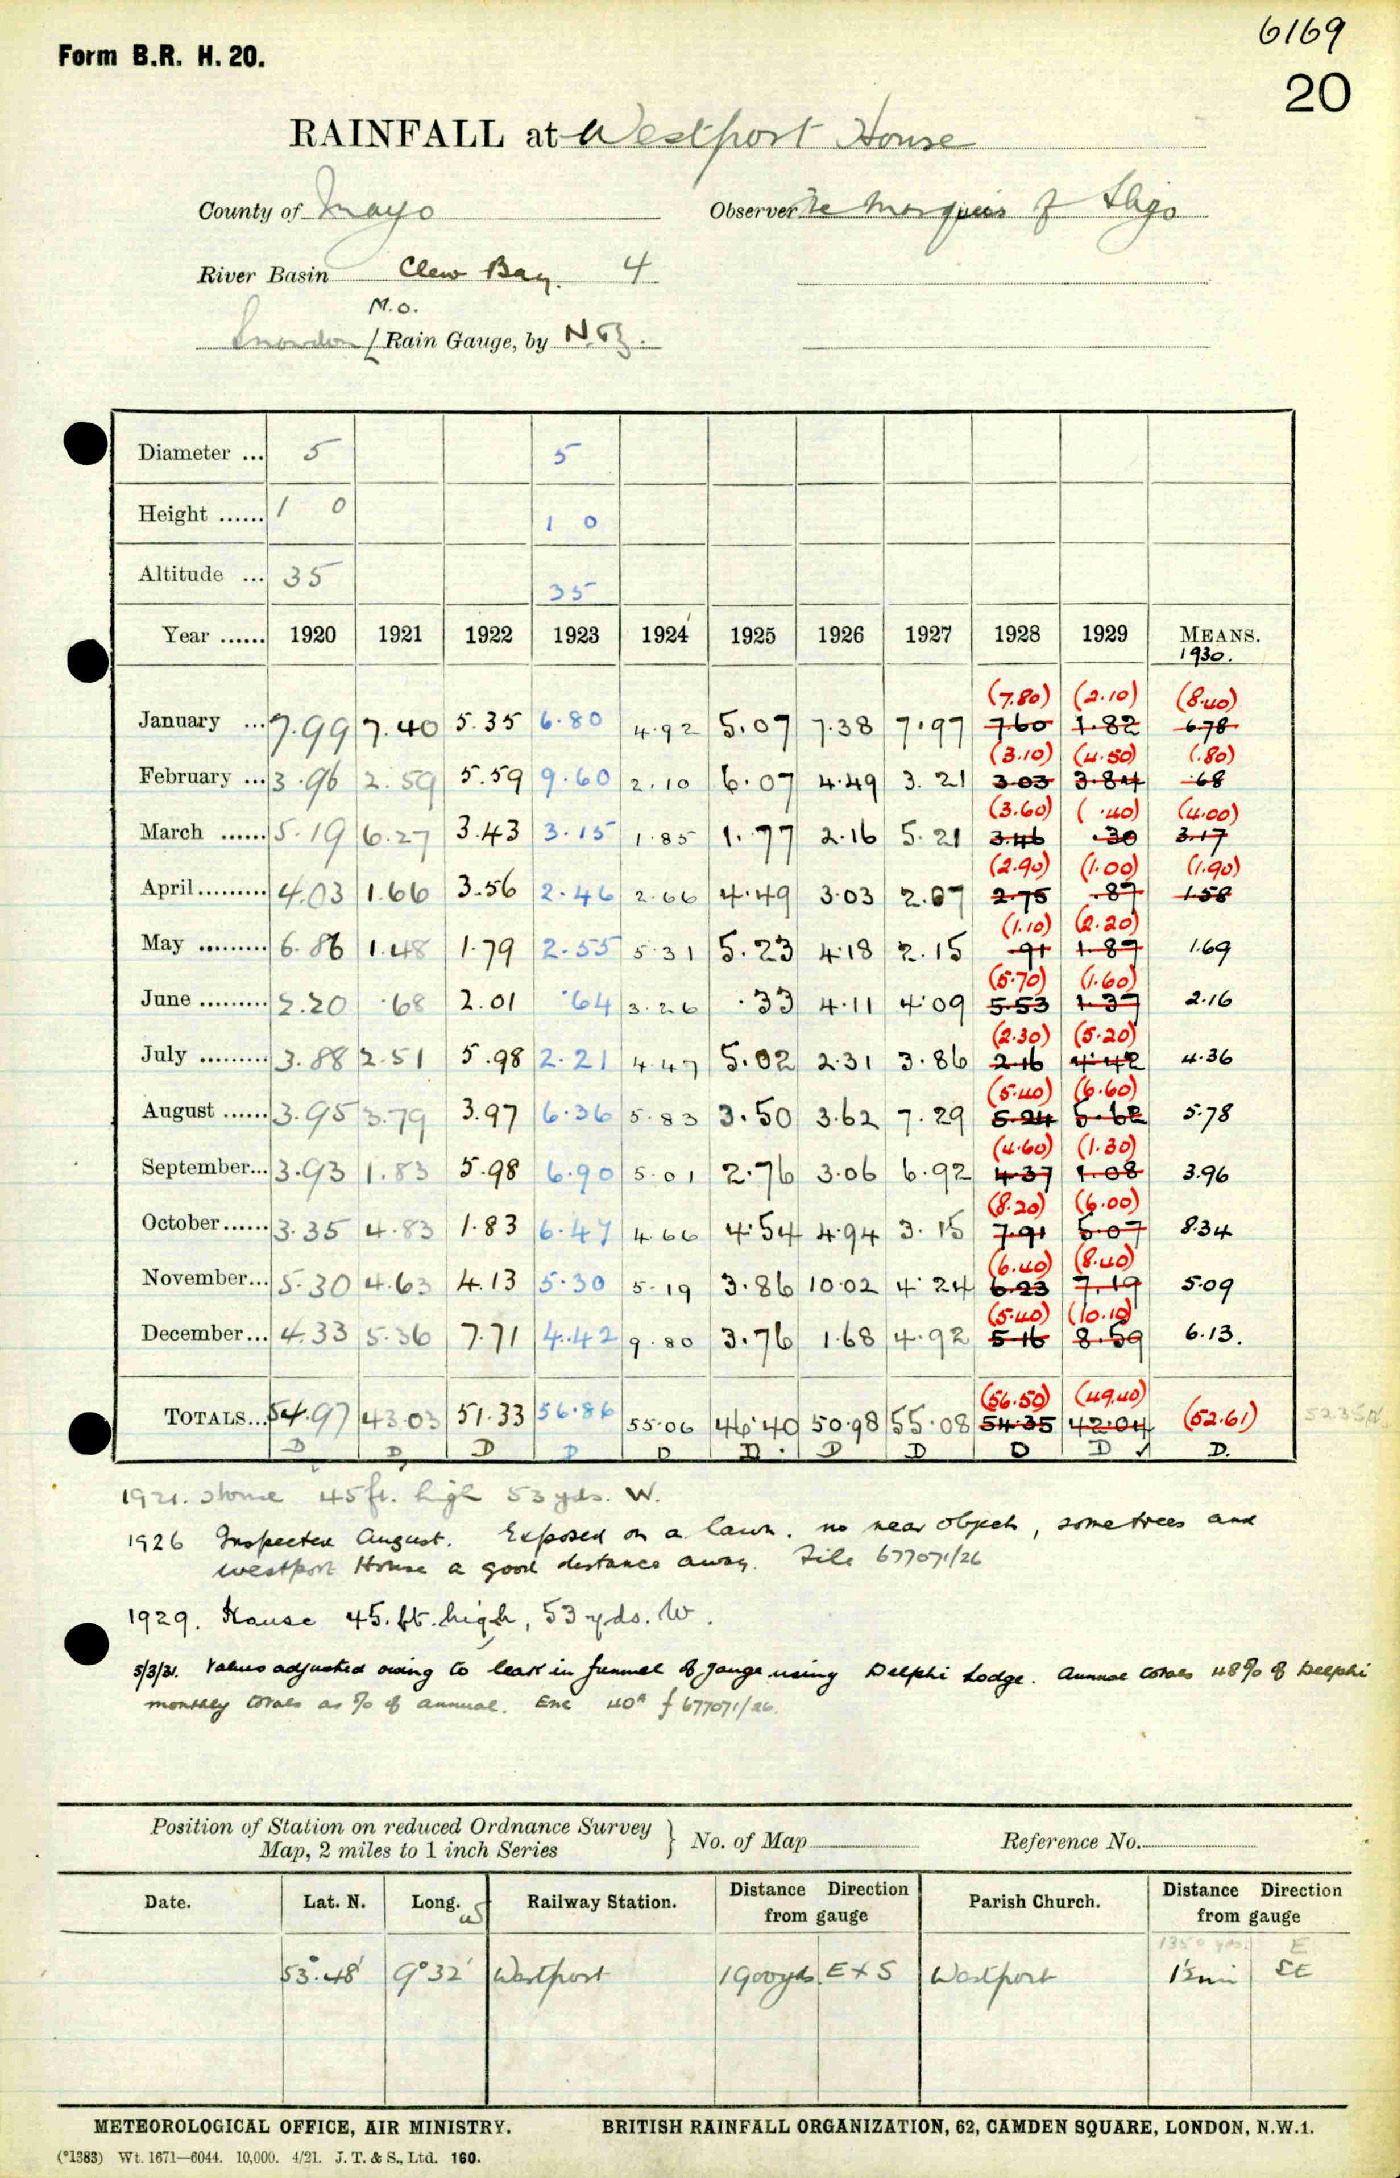 6169
Form B.R. H. 20.
20
RAINFALL at Westport House
County of Mayo Observer The Marquis of Sligo
River Basin Clew Bay. 4
M.O.
Snowdon / Rain Gauge, by N.&Z.
Diameter ... 5 5
Height ...... 1 0 1 0
Altitude ... 35 35
Year ...... 1920 1921 1922 1923 1924 1925 1926 1927 1928 1929 MEANS.
1930.
(7.80) (2.10) (8.40)
January ... 7.99 7.40 5.35 6.80 4.92 5.07 7.38 7.97 7.60 1.82 6.78
(3.10) (4.50) (.80)
February ... 3.96 2.59 5.59 9.60 2.10 6.07 4.49 3.21 3.03 3.84 .68
(3.60) (.40) (4.00)
March ...... 5.19 6.27 3.43 3.15 1.85 1.77 2.16 5.21 3.46 .30 3.17
(2.90) (1.00) (1.90)
April ......... 4.03 1.66 3.56 2.46 2.66 4.49 3.03 2.07 2.75 .87 1.58
(1.10) (2.20)
May ......... 6.86 1.48 1.79 2.55 5.31 5.23 4.18 2.15 .91 1.87 1.69
(5.70) (1.60)
June ......... 2.20 .68 2.01 .64 3.26 .33 4.11 4.09 5.53 1.37 2.16
(2.30) (5.20)
July ......... 3.88 2.51 5.98 2.21 4.47 5.02 2.31 3.86 2.16 4.42 4.36
(5.40) (6.60)
August ...... 3.95 3.79 3.97 6.36 5.83 3.50 3.62 7.29 5.24 5.62 5.78
(4.60) (1.30)
September... 3.93 1.83 5.98 6.90 5.01 2.76 3.06 6.92 4.37 1.08 3.96
(8.20) (6.00)
October...... 3.35 4.83 1.83 6.47 4.66 4.54 4.94 3.15 7.91 5.07 8.34
(6.40) (8.40)
November... 5.30 4.63 4.13 5.30 5.19 3.86 10.02 4.24 6.23 7.19 5.09
(5.40) (10.10)
December... 4.33 5.36 7.71 4.42 9.80 3.76 1.68 4.92 5.16 8.59 6.13.
(56.50) (49.40)
TOTALS... 54.97 43.03 51.33 56.86 55.06 46.40 50.98 55.08 54.35 42.04 (52.61)
D D D D D D. D D D D ✓ D.
1921. House 45 ft. high 53 yds. W.
1926 Inspected August. Exposed on a lawn. no near objects, some trees and
Westport House a good distance away. File 677071/26
1929. House 45. ft. high, 53 yds. W.
5/3/31. Values adjusted owing to leak in funnel of gauge using Delphi Lodge. Annual totals 48% of Delphi
monthly totals as % of annual. Enc 40A f 677071/26.
Position of Station on reduced Ordnance Survey
Map, 2 miles to 1 inch Series } No. of Map Reference No.
Date. Lat. N. Long. W Railway Station. Distance Direction from gauge Parish Church. Distance Direction from gauge
1350 yds. E
53°.48' 9°32' Westport 1900 yds. E x S Westport 1½ mi SE
METEOROLOGICAL OFFICE, AIR MINISTRY. BRITISH RAINFALL ORGANIZATION, 62, CAMDEN SQUARE, LONDON, N.W.1.
(*1383) Wt. 1671—6044. 10,000. 4/21. J. T. & S., Ltd. 160.